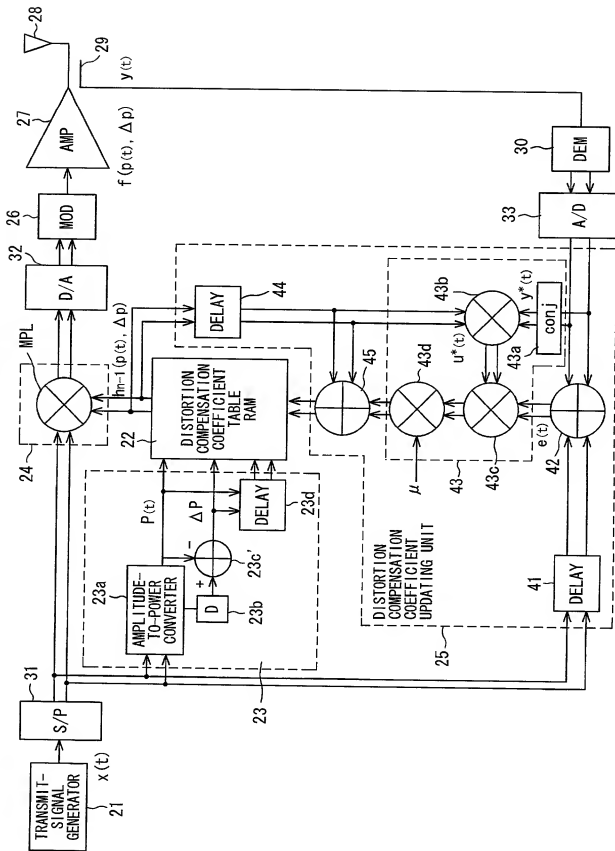 28
29
y(t)
27
AMP
f(p(t), Δp)
26
MOD
32
D/A
MPL
24
hn-1(p(t), Δp)
30
DEM
33
A/D
DELAY
44
43b
y*(t)
u*(t)
conj
43a
43d
45
43c
43
μ
e(t)
42
DISTORTION
COMPENSATION
COEFFICIENT
TABLE
RAM
22
P(t)
ΔP
DELAY
23d
23a
AMPLITUDE-
TO-POWER
CONVERTER
-
+
23c'
D
23b
23
DISTORTION
COMPENSATION
COEFFICIENT
UPDATING UNIT
25
41
DELAY
31
S/P
x(t)
TRANSMIT-
SIGNAL
GENERATOR
21